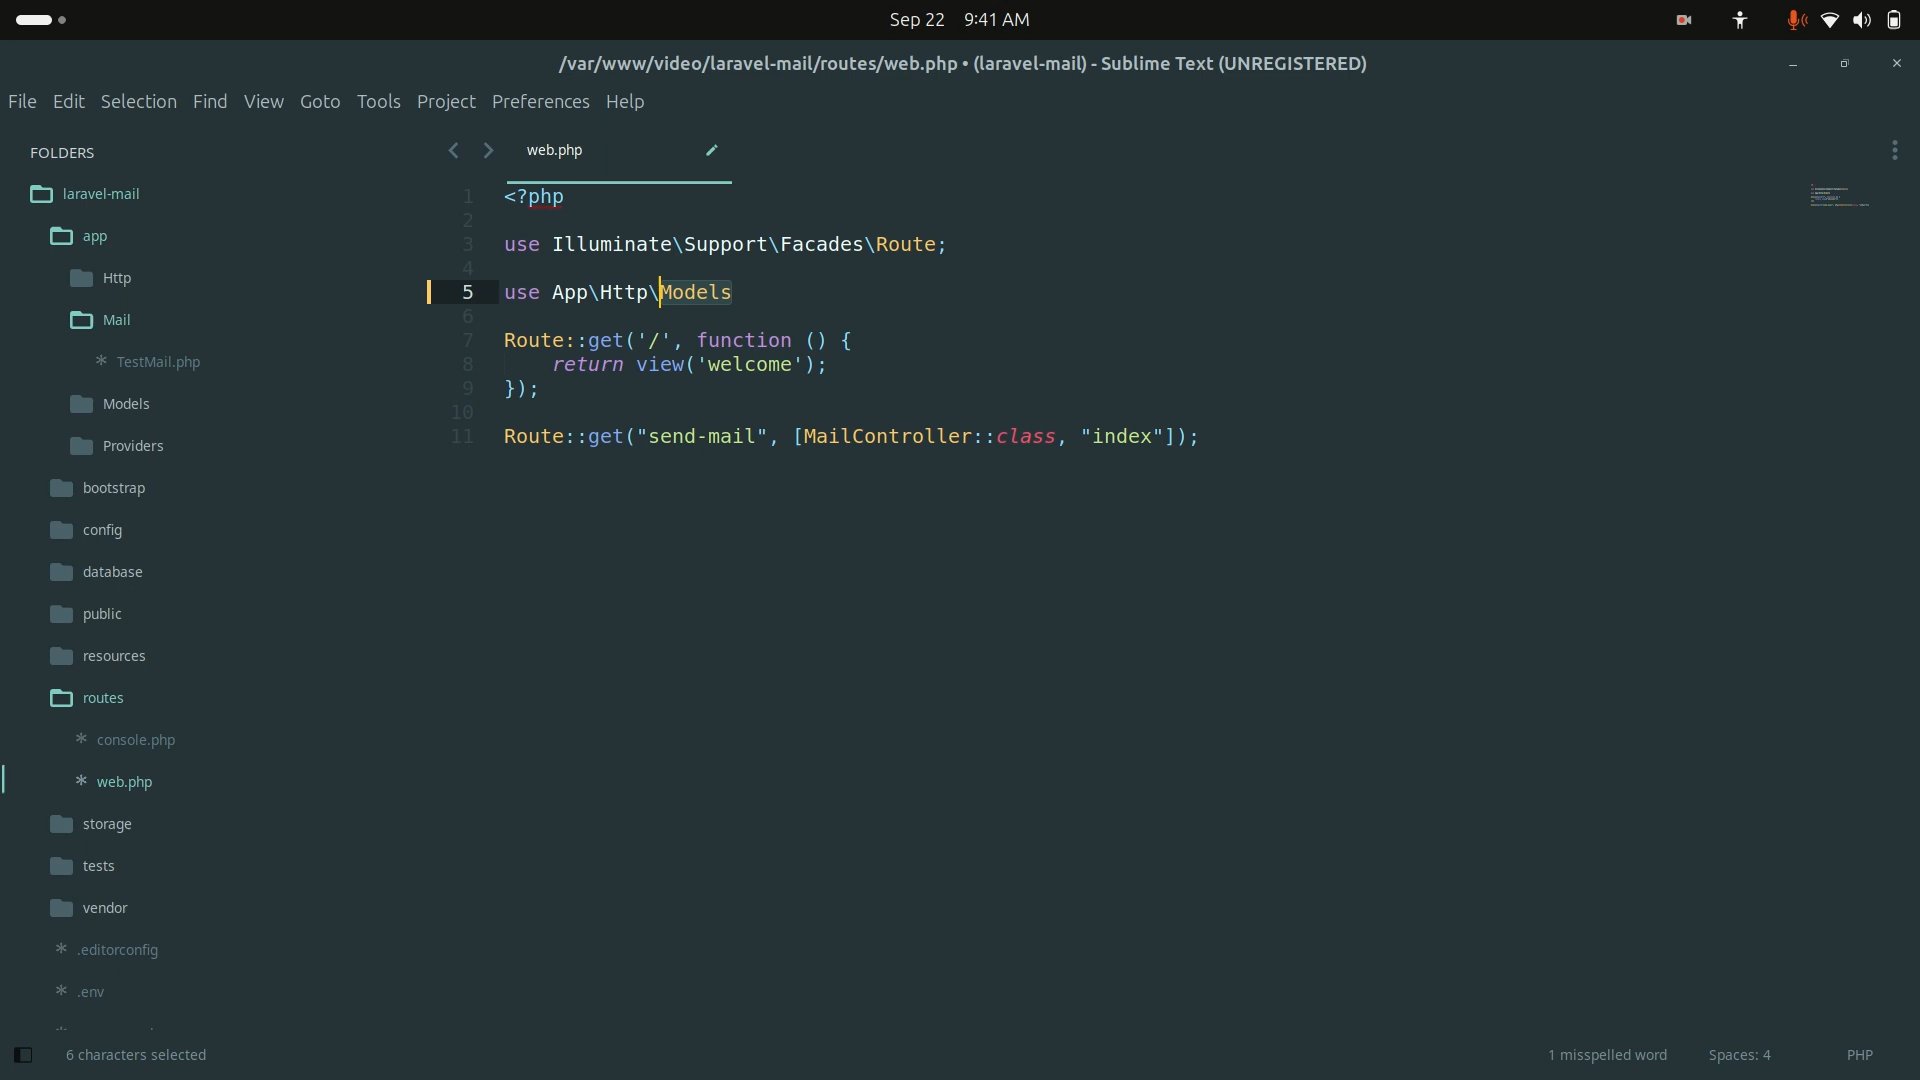 Sep 22 9:41 AM
/var/www/video/laravel-mail/routes/web.php • (laravel-mail) - Sublime Text (UNREGISTERED)
File Edit Selection Find View Goto Tools Project Preferences Help
FOLDERS
laravel-mail
app
Http
Mail
TestMail.php
Models
Providers
bootstrap
config
database
public
resources
routes
console.php
web.php
storage
tests
vendor
.editorconfig
.env
web.php
1 <?php
2
3 use Illuminate\Support\Facades\Route;
4
5 use App\Http\Models
6
7 Route::get('/', function () {
8 return view('welcome');
9 });
10
11 Route::get("send-mail", [MailController::class, "index"]);
6 characters selected
1 misspelled word Spaces: 4 PHP